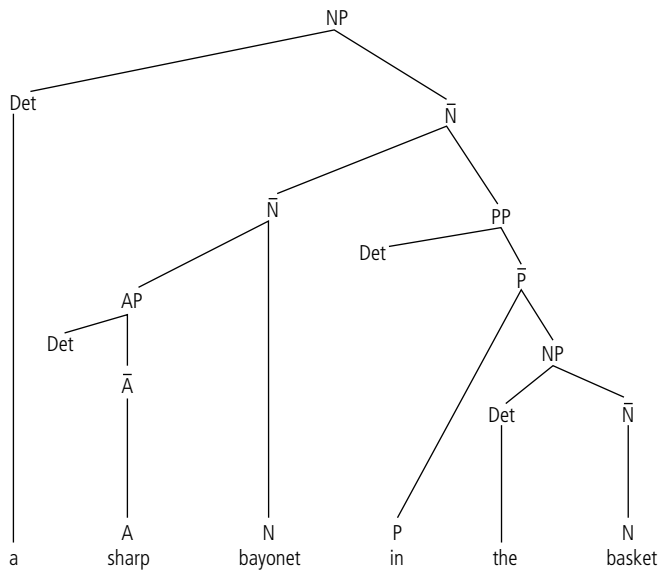 NP
Det
N̅
N̅
PP
Det
P̅
AP
Det
NP
A̅
Det
N̅
A N P N
a sharp bayonet in the basket